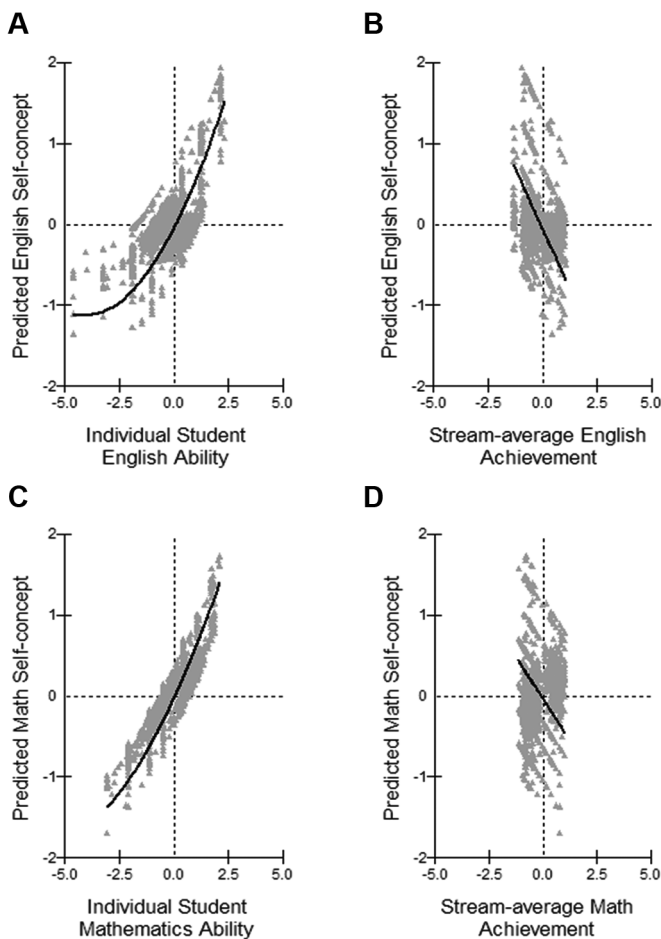 A
B
Predicted English Self-concept
2
1
0
-1
-2
-5.0
-2.5
0.0
2.5
5.0
Individual Student
English Ability
Predicted English Self-concept
2
1
0
-1
-2
-5.0
-2.5
0.0
2.5
5.0
Stream-average English
Achievement
C
D
Predicted Math Self-concept
2
1
0
-1
-2
-5.0
-2.5
0.0
2.5
5.0
Individual Student
Mathematics Ability
Predicted Math Self-concept
2
1
0
-1
-2
-5.0
-2.5
0.0
2.5
5.0
Stream-average Math
Achievement